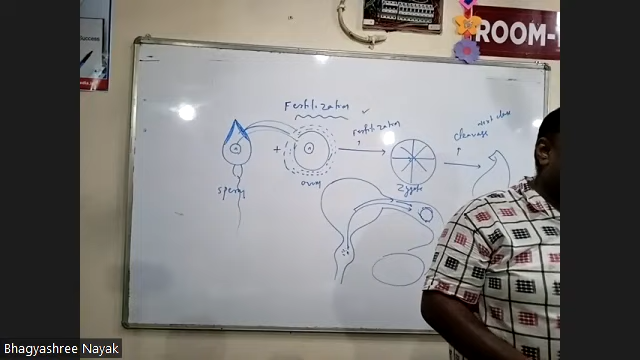 ROOM-
Fertilization
next class
fertilization
cleavage
+
sperm
ovum
zygote
Bhagyashree Nayak